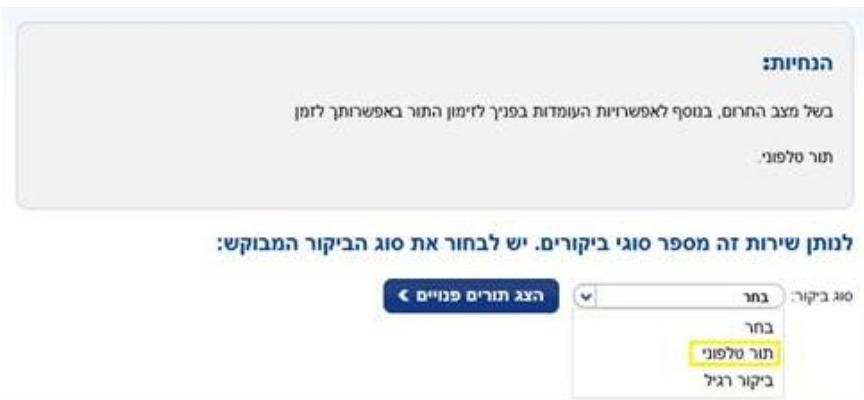 הנחיות:
בשל מצב החרום, בנוסף לאפשרויות העומדות בפניך לזימון התור באפשרותך לזמן
תור טלפוני.
לנותן שירות זה מספר סוגי ביקורים. יש לבחור את סוג הביקור המבוקש:
סוג ביקור: בחר הצג תורים פנויים
בחר
תור טלפוני
ביקור רגיל